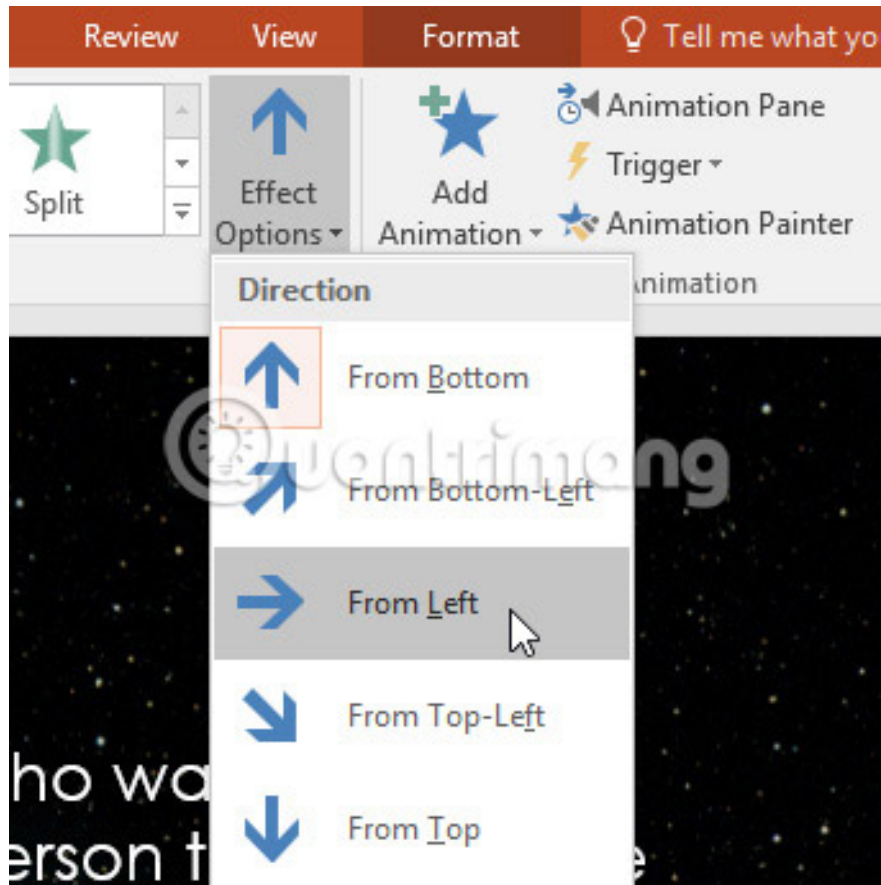 Review View Format Tell me what yo
Split
Effect
Options
Add
Animation
Animation Pane
Trigger
Animation Painter
nimation
Direction
From Bottom
Quantrimang
From Bottom-Left
From Left
From Top-Left
From Top
ho wa
erson t
e